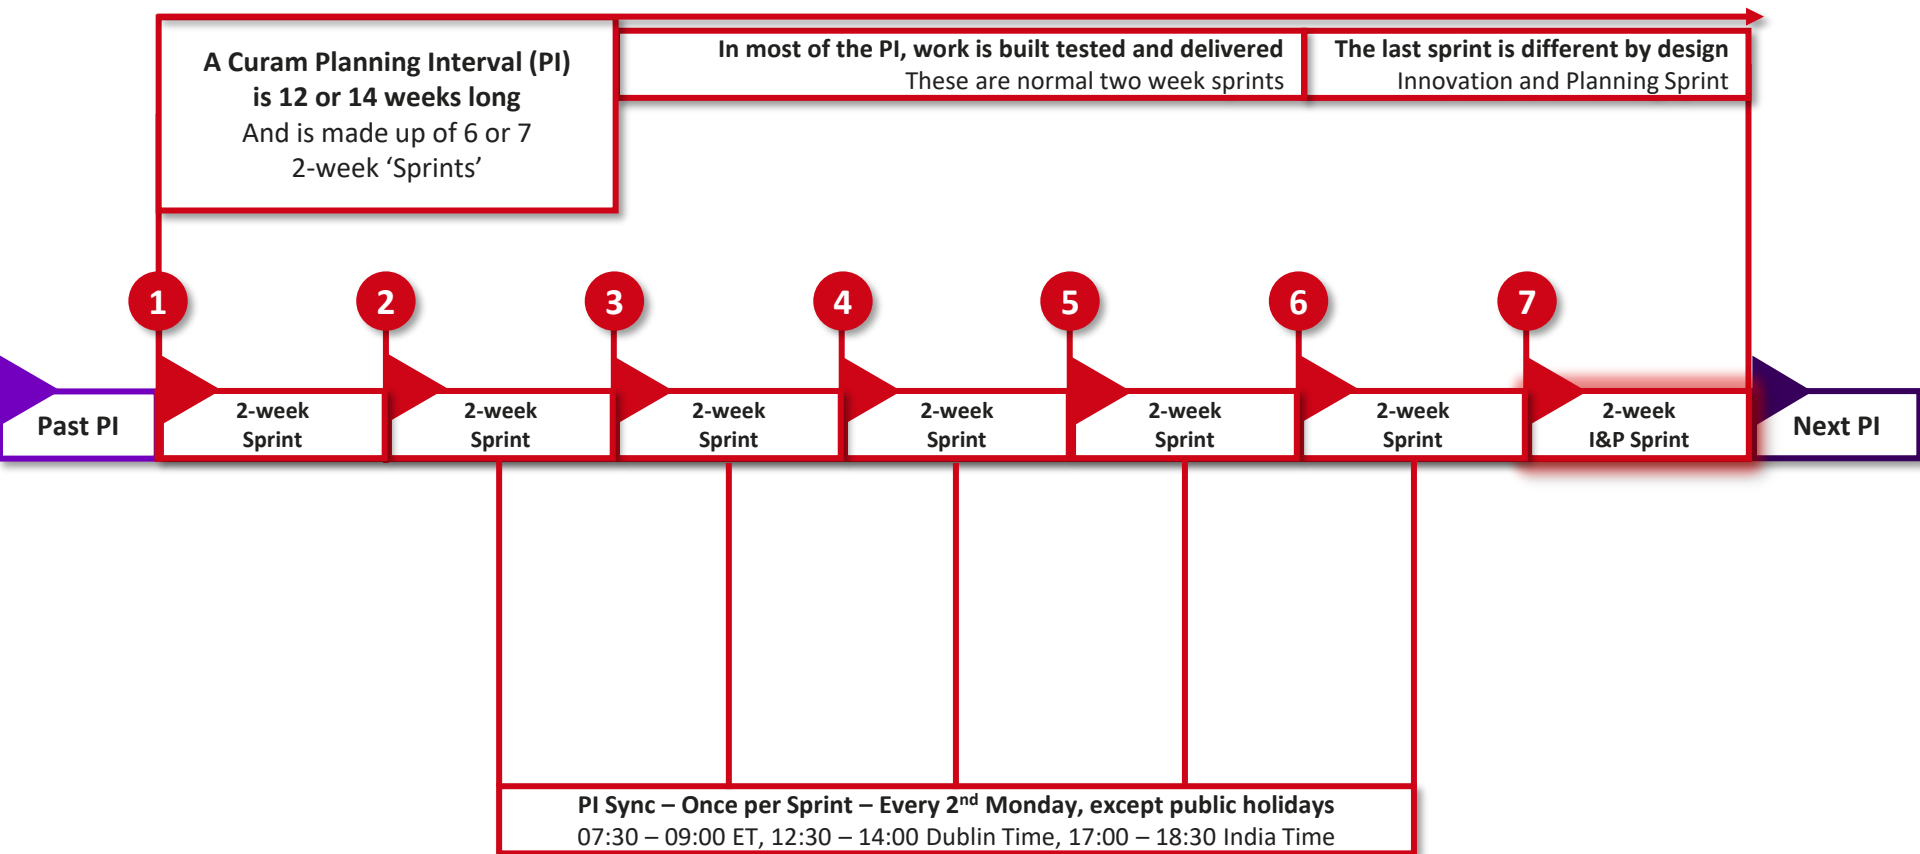 A Curam Planning Interval (PI)
is 12 or 14 weeks long
And is made up of 6 or 7
2-week ‘Sprints’
In most of the PI, work is built tested and delivered
These are normal two week sprints
The last sprint is different by design
Innovation and Planning Sprint
1
2
3
4
5
6
7
Past PI
2-week
Sprint
2-week
Sprint
2-week
Sprint
2-week
Sprint
2-week
Sprint
2-week
Sprint
2-week
I&P Sprint
Next PI
PI Sync – Once per Sprint – Every 2nd Monday, except public holidays
07:30 – 09:00 ET, 12:30 – 14:00 Dublin Time, 17:00 – 18:30 India Time